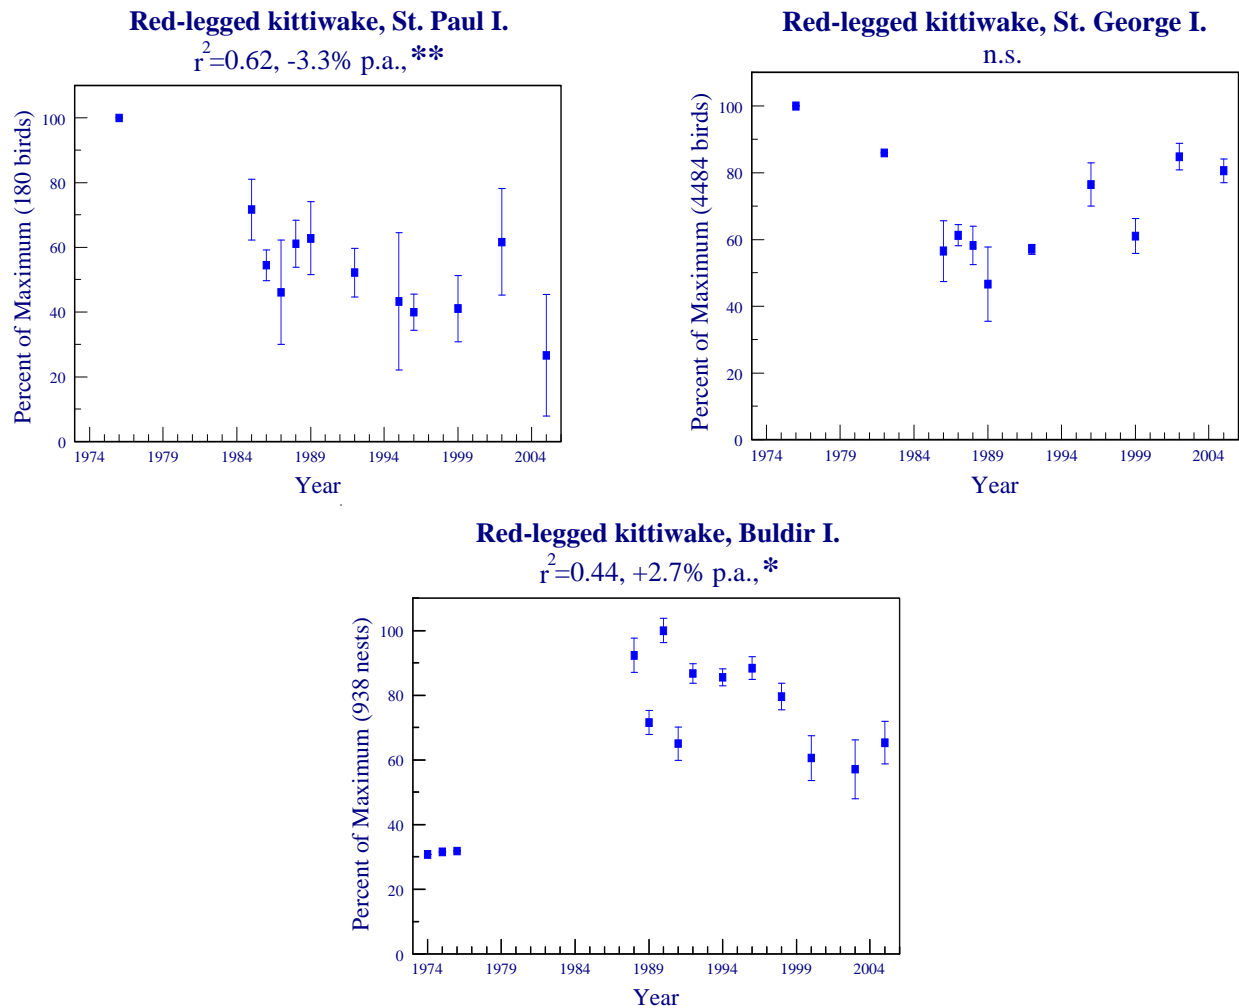 Red-legged kittiwake, St. Paul I.
r²=0.62, -3.3% p.a.,**
Percent of Maximum (180 birds)
100
80
60
40
20
0
1974 1979 1984 1989 1994 1999 2004
Year
Red-legged kittiwake, St. George I.
n.s.
Percent of Maximum (4484 birds)
100
80
60
40
20
0
1974 1979 1984 1989 1994 1999 2004
Year
Red-legged kittiwake, Buldir I.
r²=0.44, +2.7% p.a.,*
Percent of Maximum (938 nests)
100
80
60
40
20
0
1974 1979 1984 1989 1994 1999 2004
Year